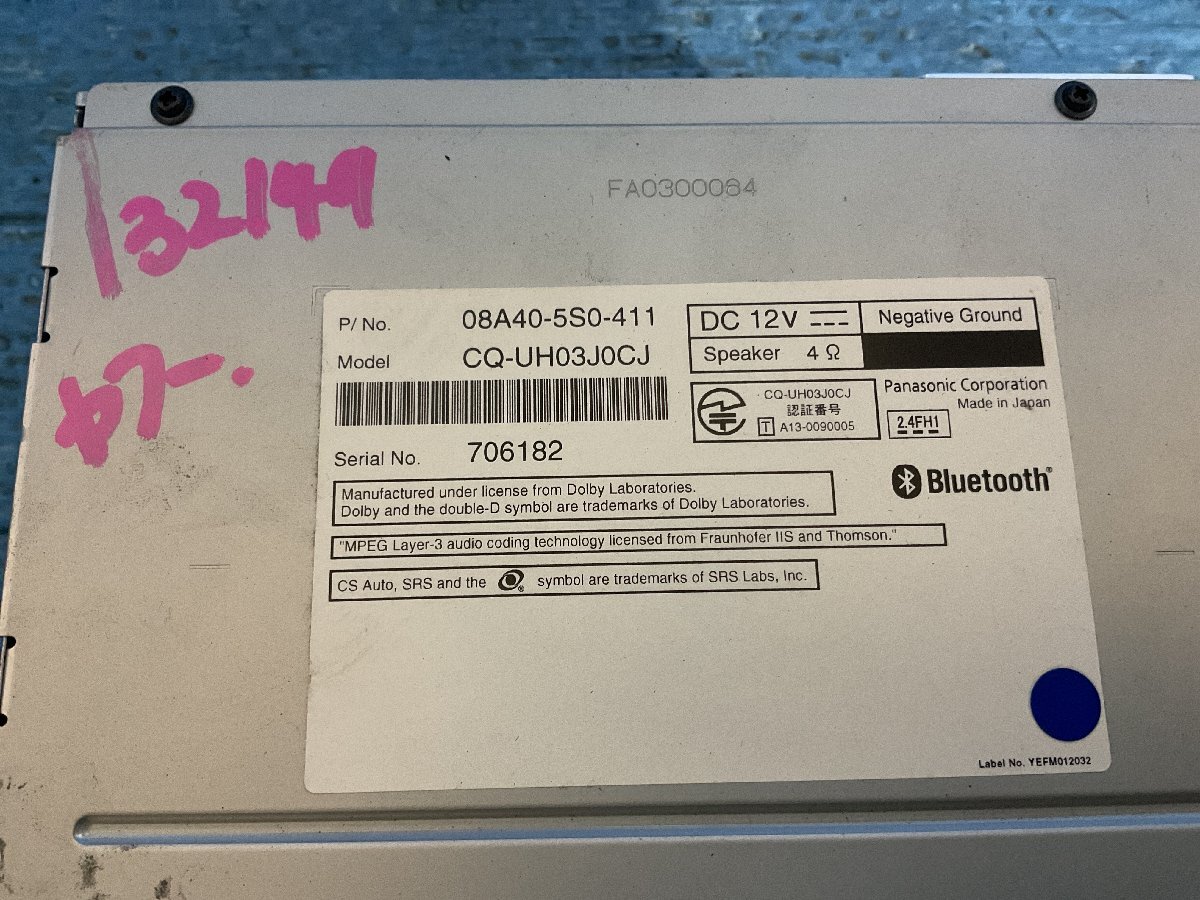 132149
FA0300084
P/ No. 08A40-5S0-411
Model CQ-UH03J0CJ
Serial No. 706182
DC 12V
Negative Ground
Speaker 4 Ω
CQ-UH03J0CJ
認証番号
T A13-0090005
Panasonic Corporation
Made in Japan
2.4FH1
Bluetooth®
Manufactured under license from Dolby Laboratories.
Dolby and the double-D symbol are trademarks of Dolby Laboratories.
"MPEG Layer-3 audio coding technology licensed from Fraunhofer IIS and Thomson."
CS Auto, SRS and the ® symbol are trademarks of SRS Labs, Inc.
Label No. YEFM012032